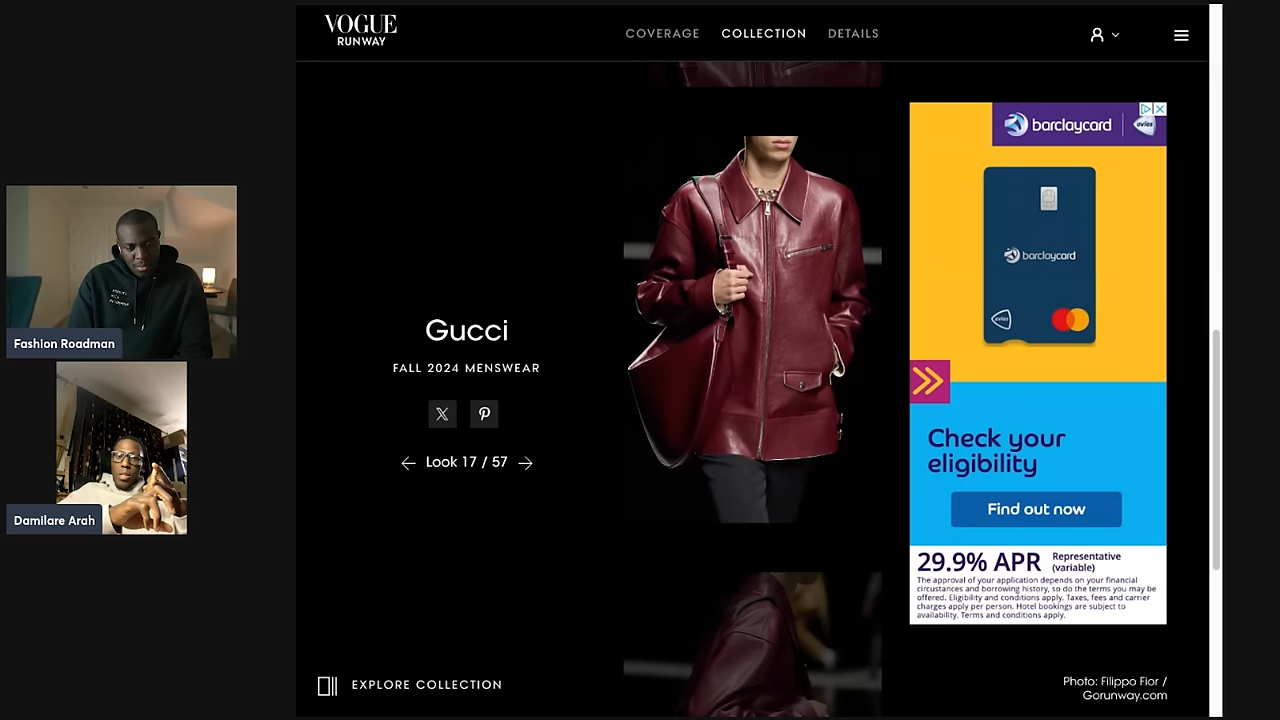 VOGUE
RUNWAY
COVERAGE
COLLECTION
DETAILS
Fashion Roadman
Damilare Arah
Gucci
FALL 2024 MENSWEAR
Look 17 / 57
EXPLORE COLLECTION
barclaycard
avios
barclaycard
avios
Check your
eligibility
Find out now
29.9% APR Representative
(variable)
The approval of your application depends on your financial
circustances and borrowing history, so do the terms you may be
offered. Eligibility and conditions apply. Taxes, fees and carrier
charges apply per person. Hotel bookings are subject to
availability. Terms and conditions apply.
Photo: Filippo Fior /
Gorunway.com